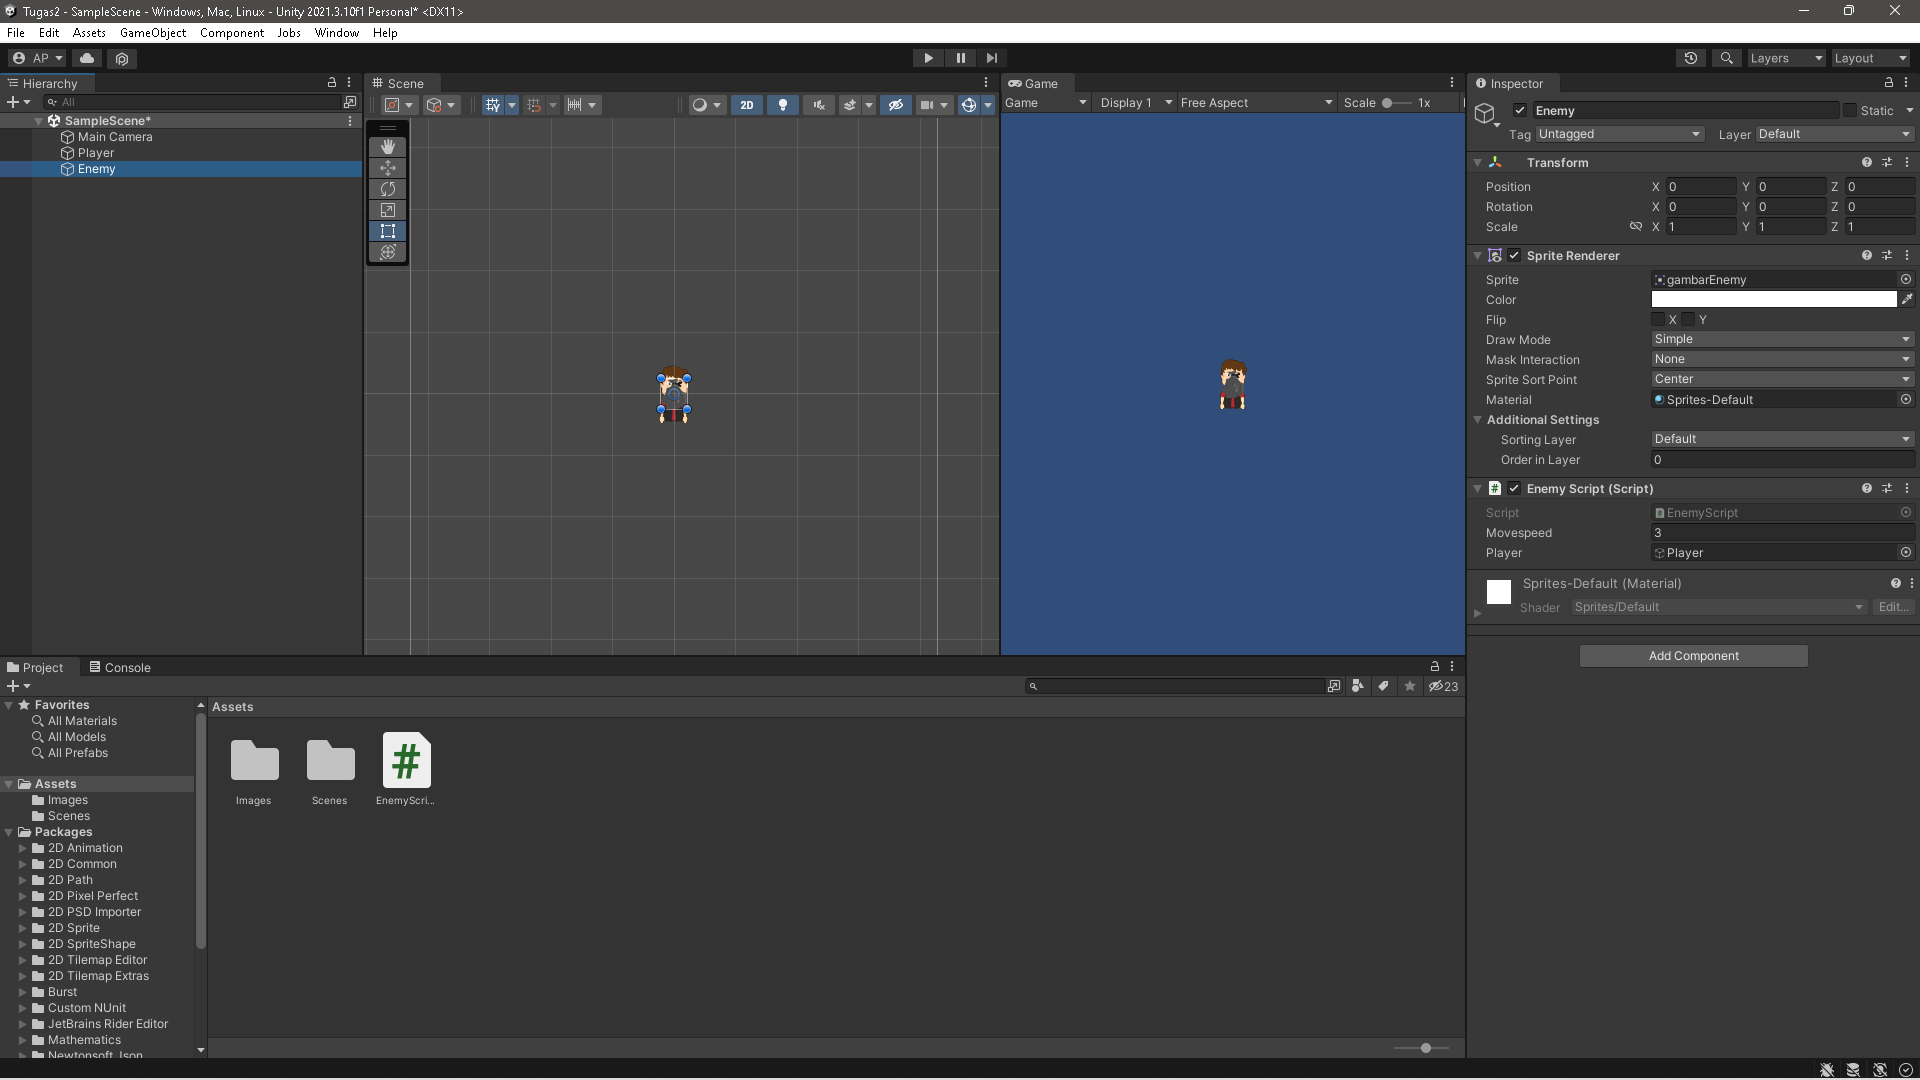 Tugas2 - SampleScene - Windows, Mac, Linux - Unity 2021.3.10f1 Personal* <DX11>
File Edit Assets GameObject Component Jobs Window Help
AP
Layers
Layout
Hierarchy
All
SampleScene*
Main Camera
Player
Enemy
Scene
2D
Game
Game
Display 1
Free Aspect
Scale
1x
Inspector
Enemy
Static
Tag Untagged
Layer Default
Transform
Position X 0 Y 0 Z 0
Rotation X 0 Y 0 Z 0
Scale X 1 Y 1 Z 1
Sprite Renderer
Sprite gambarEnemy
Color
Flip X Y
Draw Mode Simple
Mask Interaction None
Sprite Sort Point Center
Material Sprites-Default
Additional Settings
Sorting Layer Default
Order in Layer 0
# Enemy Script (Script)
Script EnemyScript
Movespeed 3
Player Player
Sprites-Default (Material)
Shader Sprites/Default Edit...
Add Component
Project
Console
23
Favorites
All Materials
All Models
All Prefabs
Assets
Images
Scenes
Packages
2D Animation
2D Common
2D Path
2D Pixel Perfect
2D PSD Importer
2D Sprite
2D SpriteShape
2D Tilemap Editor
2D Tilemap Extras
Burst
Custom NUnit
JetBrains Rider Editor
Mathematics
Newtonsoft Json
Assets
#
Images Scenes EnemyScri...